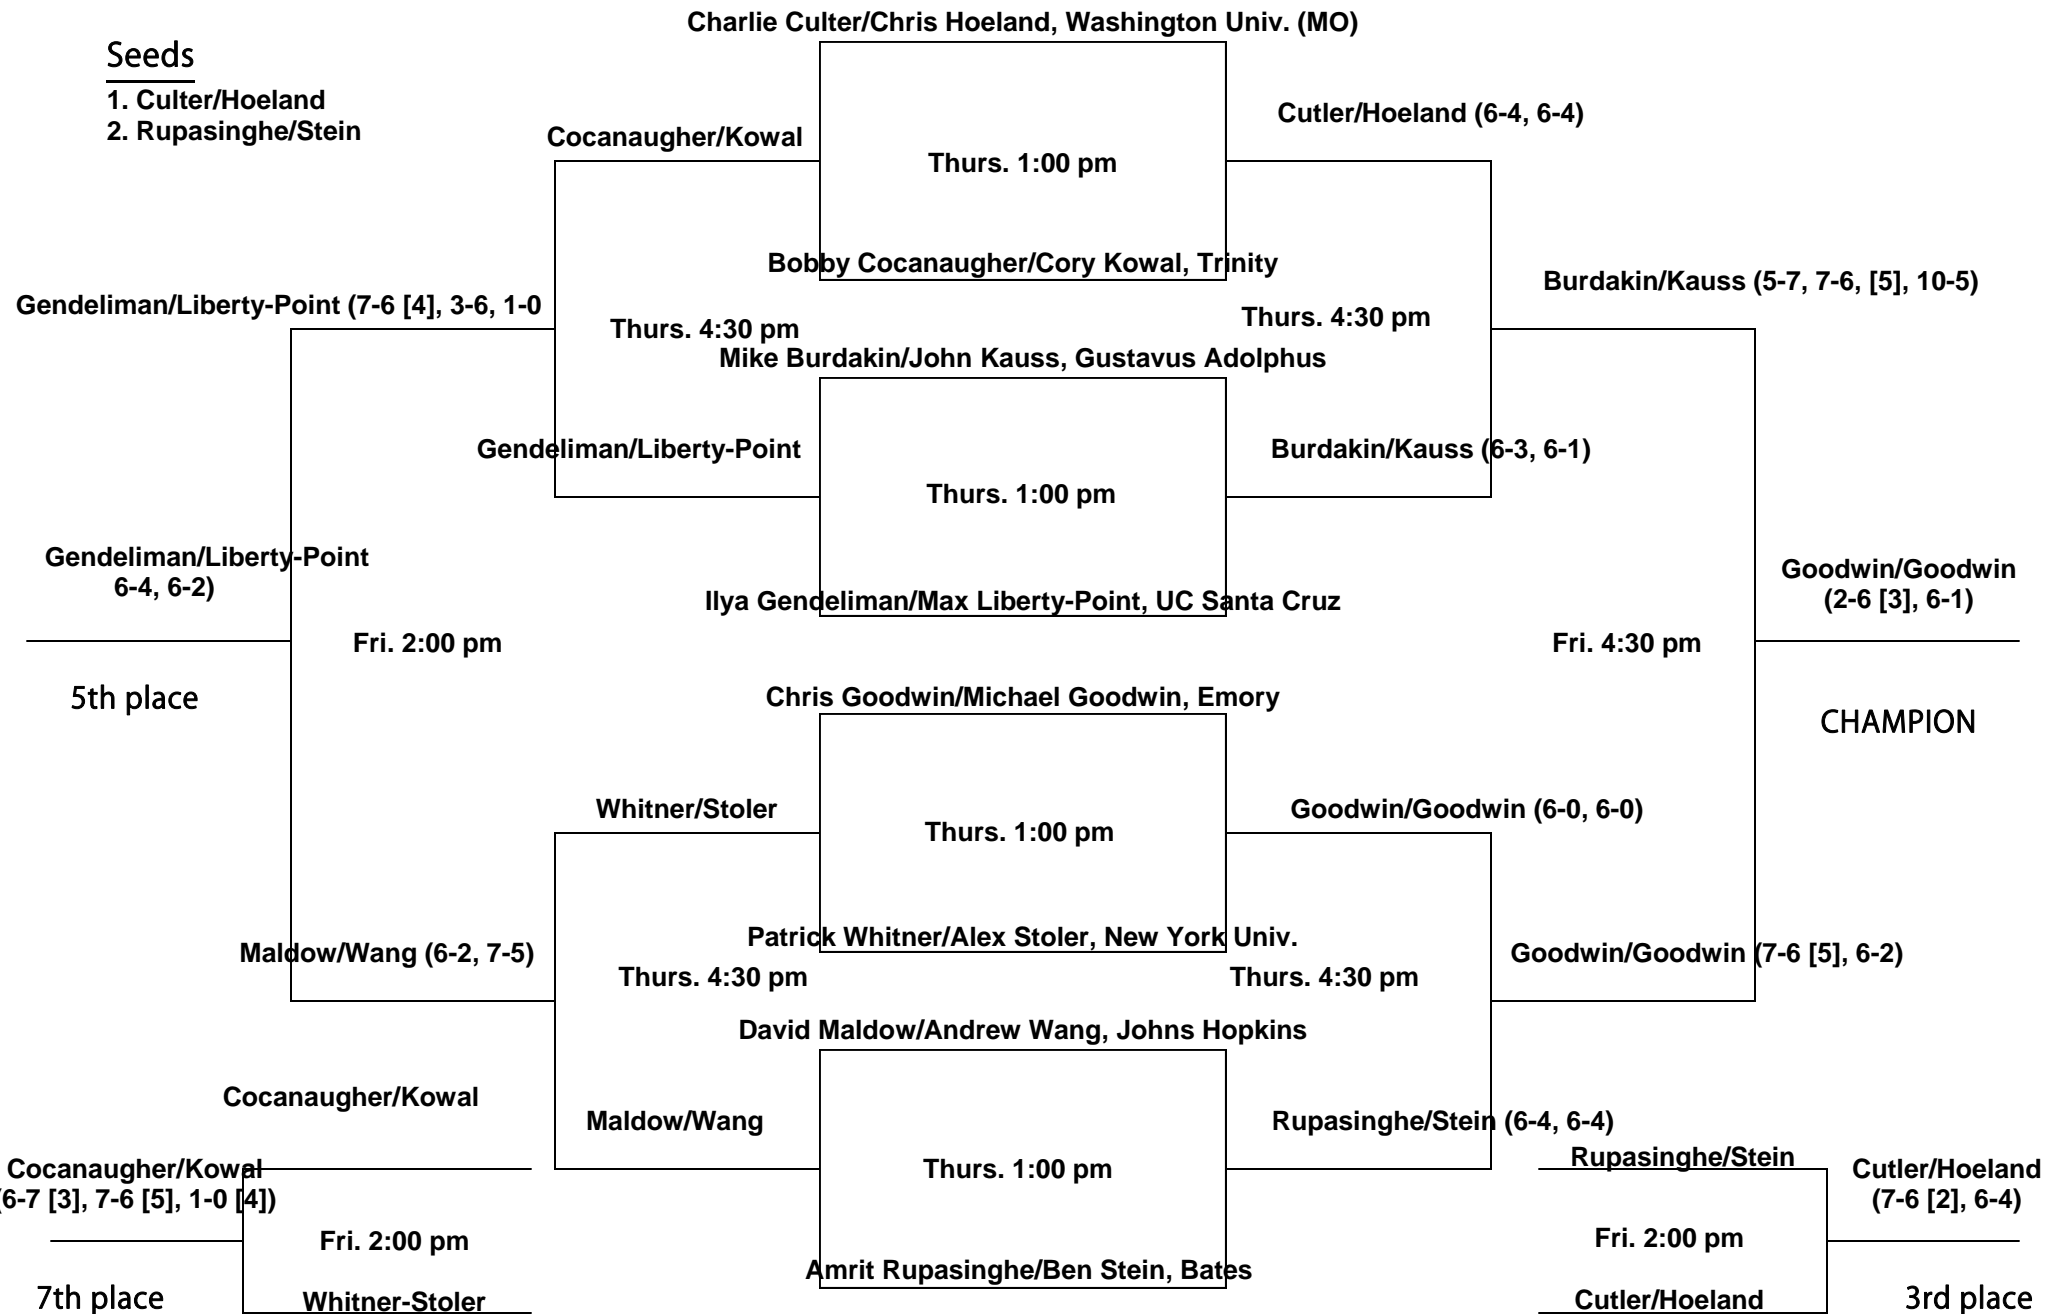 Charlie Culter/Chris Hoeland, Washington Univ. (MO)
Seeds
1. Culter/Hoeland
2. Rupasinghe/Stein
Cutler/Hoeland (6-4, 6-4)
Cocanaugher/Kowal
Thurs. 1:00 pm
Bobby Cocanaugher/Cory Kowal, Trinity
Burdakin/Kauss (5-7, 7-6, [5], 10-5)
Gendeliman/Liberty-Point (7-6 [4], 3-6, 1-0
Thurs. 4:30 pm
Thurs. 4:30 pm
Mike Burdakin/John Kauss, Gustavus Adolphus
Gendeliman/Liberty-Point
Burdakin/Kauss (6-3, 6-1)
Thurs. 1:00 pm
Gendeliman/Liberty-Point
6-4, 6-2)
Goodwin/Goodwin
(2-6 [3], 6-1)
Ilya Gendeliman/Max Liberty-Point, UC Santa Cruz
Fri. 2:00 pm
Fri. 4:30 pm
5th place
Chris Goodwin/Michael Goodwin, Emory
CHAMPION
Whitner/Stoler
Goodwin/Goodwin (6-0, 6-0)
Thurs. 1:00 pm
Patrick Whitner/Alex Stoler, New York Univ.
Maldow/Wang (6-2, 7-5)
Goodwin/Goodwin (7-6 [5], 6-2)
Thurs. 4:30 pm
Thurs. 4:30 pm
David Maldow/Andrew Wang, Johns Hopkins
Cocanaugher/Kowal
Maldow/Wang
Rupasinghe/Stein (6-4, 6-4)
Rupasinghe/Stein
Cocanaugher/Kowal
(6-7 [3], 7-6 [5], 1-0 [4])
Thurs. 1:00 pm
Cutler/Hoeland
(7-6 [2], 6-4)
Fri. 2:00 pm
Fri. 2:00 pm
Amrit Rupasinghe/Ben Stein, Bates
7th place
Whitner-Stoler
Cutler/Hoeland
3rd place